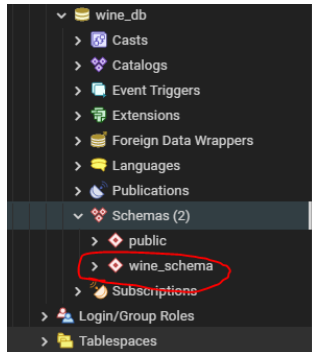 wine_db
Casts
Catalogs
Event Triggers
Extensions
Foreign Data Wrappers
Languages
Publications
Schemas (2)
public
wine_schema
Subscriptions
Login/Group Roles
Tablespaces